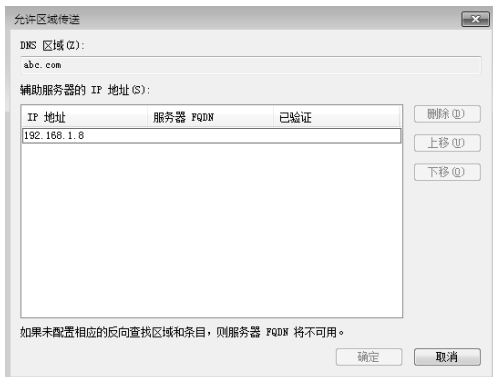 允许区域传送
DNS 区域(Z):
abc.com
辅助服务器的 IP 地址(S):
IP 地址 服务器 FQDN 已验证 删除(D)
192.168.1.8
上移(U)
下移(O)
如果未配置相应的反向查找区域和条目，则服务器 FQDN 将不可用。
确定 取消